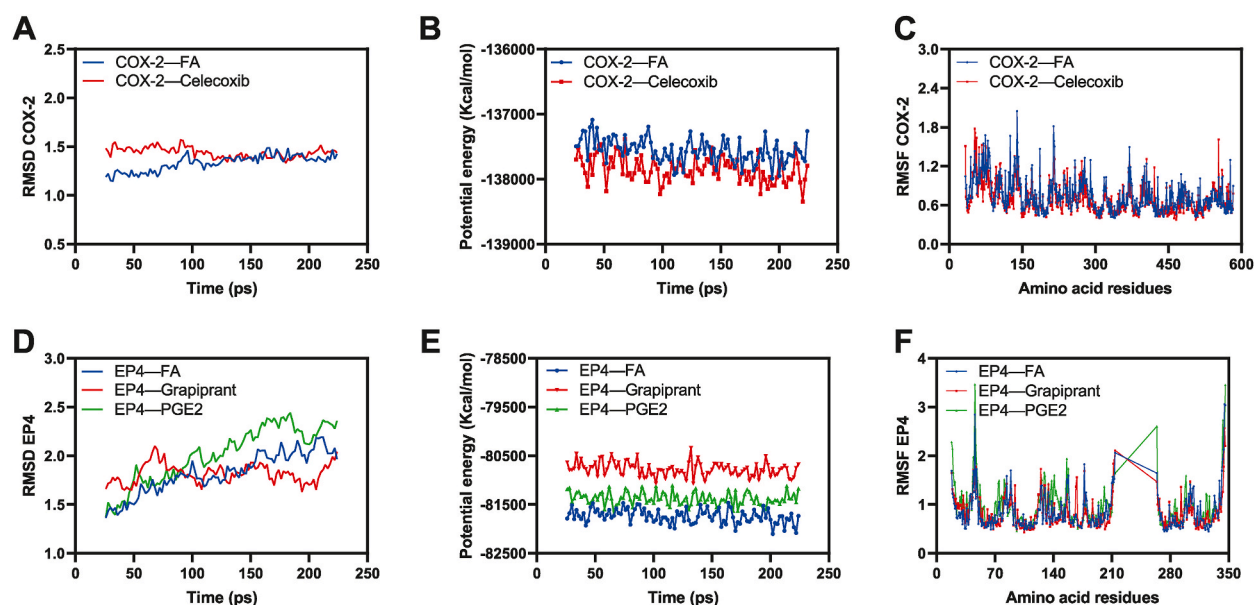 A
RMSD COX-2
2.5
2.0
1.5
1.0
0.5
COX-2—FA
COX-2—Celecoxib
0 50 100 150 200 250
Time (ps)
B
Potential energy (Kcal/mol)
-136000
-137000
-138000
-139000
COX-2—FA
COX-2—Celecoxib
0 50 100 150 200 250
Time (ps)
C
RMSF COX-2
3.0
2.4
1.8
1.2
0.6
0.0
COX-2—FA
COX-2—Celecoxib
0 150 300 450 600
Amino acid residues
D
RMSD EP4
3.0
2.5
2.0
1.5
1.0
EP4—FA
EP4—Grapiprant
EP4—PGE2
0 50 100 150 200 250
Time (ps)
E
Potential energy (Kcal/mol)
-78500
-79500
-80500
-81500
-82500
EP4—FA
EP4—Grapiprant
EP4—PGE2
0 50 100 150 200 250
Time (ps)
F
RMSF EP4
4
3
2
1
0
EP4—FA
EP4—Grapiprant
EP4—PGE2
0 70 140 210 280 350
Amino acid residues